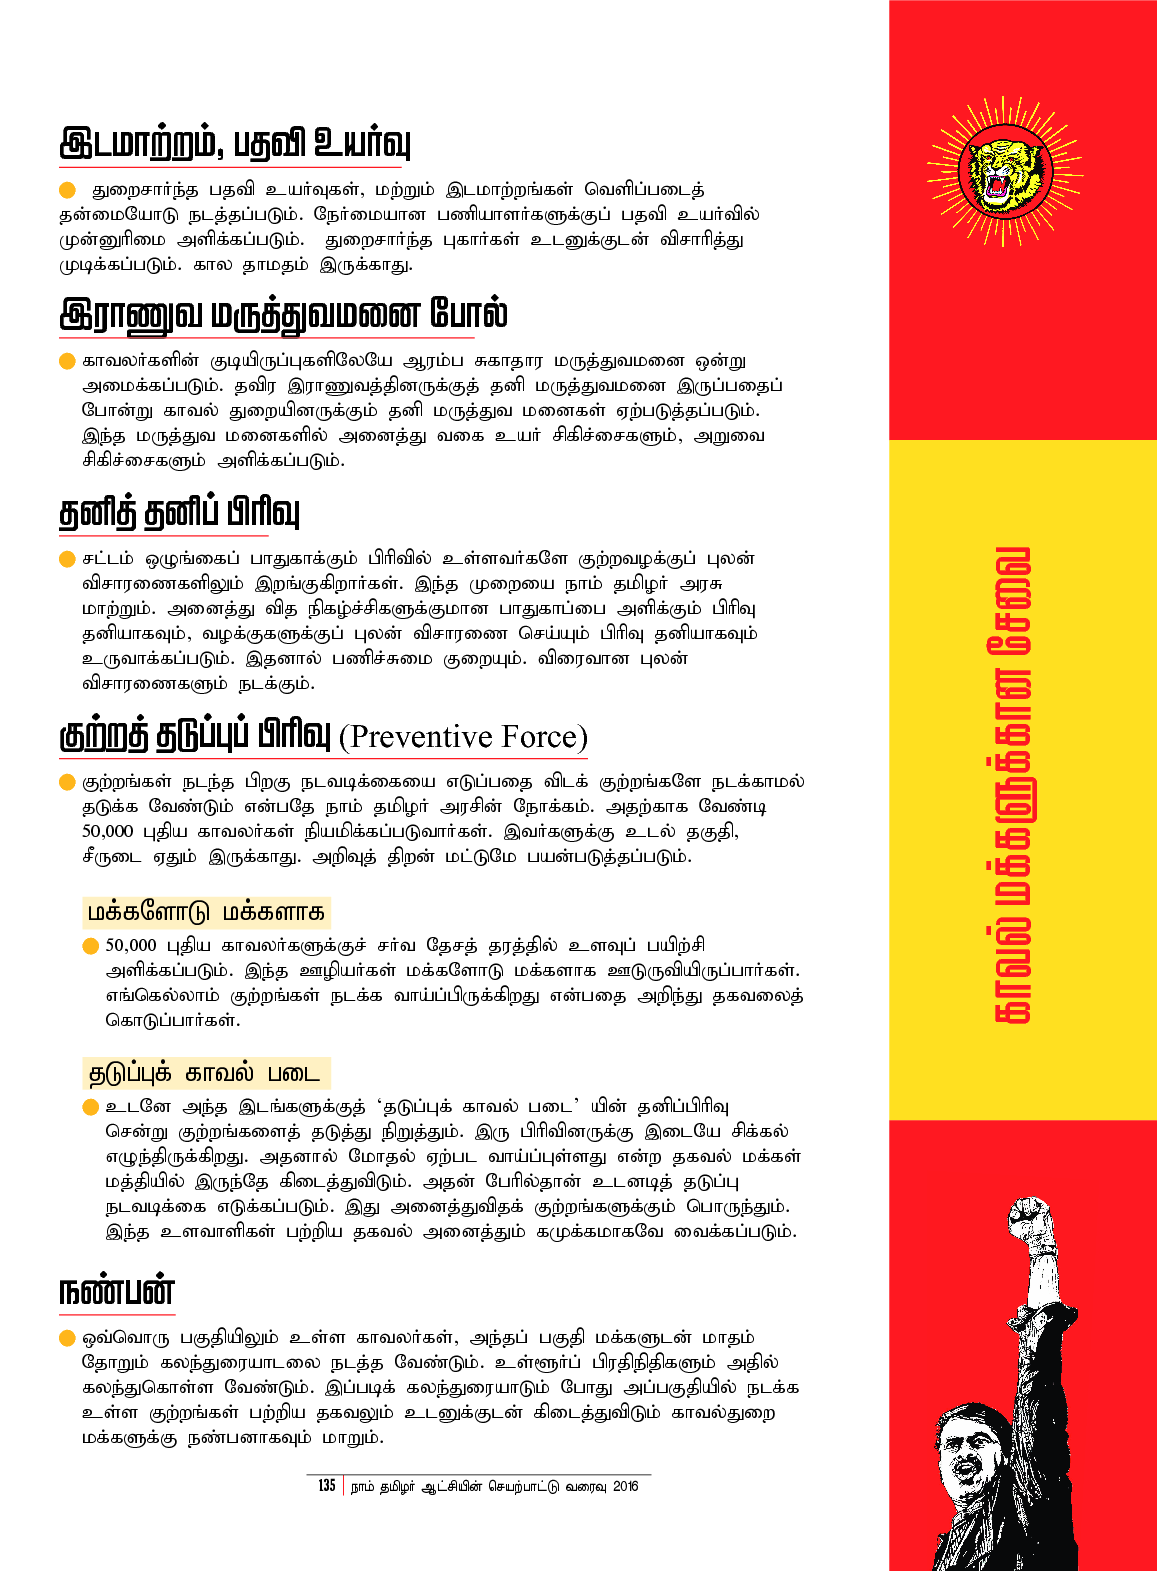 இடமாற்றம், பதவி உயர்வு
துறைசார்ந்த பதவி உயர்வுகள், மற்றும் இடமாற்றங்கள் வெளிப்படைத்
தன்மையோடு நடத்தப்படும். நேர்மையான பணியாளர்களுக்குப் பதவி உயர்வில்
முன்னுரிமை அளிக்கப்படும். துறைசார்ந்த புகார்கள் உடனுக்குடன் விசாரித்து
முடிக்கப்படும். கால தாமதம் இருக்காது.
இராணுவ மருத்துவமனை போல்
காவலர்களின் குடியிருப்புகளிலேயே ஆரம்ப சுகாதார மருத்துவமனை ஒன்று
அமைக்கப்படும். தவிர இராணுவத்தினருக்குத் தனி மருத்துவமனை இருப்பதைப்
போன்று காவல் துறையினருக்கும் தனி மருத்துவ மனைகள் ஏற்படுத்தப்படும்.
இந்த மருத்துவ மனைகளில் அனைத்து வகை உயர் சிகிச்சைகளும், அறுவை
சிகிச்சைகளும் அளிக்கப்படும்.
தனித் தனிப் பிரிவு
சட்டம் ஒழுங்கைப் பாதுகாக்கும் பிரிவில் உள்ளவர்களே குற்றவழக்குப் புலன்
விசாரணைகளிலும் இறங்குகிறார்கள். இந்த முறையை நாம் தமிழர் அரசு
மாற்றும். அனைத்து வித நிகழ்ச்சிகளுக்குமான பாதுகாப்பை அளிக்கும் பிரிவு
தனியாகவும், வழக்குகளுக்குப் புலன் விசாரணை செய்யும் பிரிவு தனியாகவும்
உருவாக்கப்படும். இதனால் பணிச்சுமை குறையும். விரைவான புலன்
விசாரணைகளும் நடக்கும்.
குற்றத் தடுப்புப் பிரிவு (Preventive Force)
குற்றங்கள் நடந்த பிறகு நடவடிக்கையை எடுப்பதை விடக் குற்றங்களே நடக்காமல்
தடுக்க வேண்டும் என்பதே நாம் தமிழர் அரசின் நோக்கம். அதற்காக வேண்டி
50,000 புதிய காவலர்கள் நியமிக்கப்படுவார்கள். இவர்களுக்கு உடல் தகுதி,
சீருடை ஏதும் இருக்காது. அறிவுத் திறன் மட்டுமே பயன்படுத்தப்படும்.
மக்களோடு மக்களாக
50,000 புதிய காவலர்களுக்குச் சர்வ தேசத் தரத்தில் உளவுப் பயிற்சி
அளிக்கப்படும். இந்த ஊழியர்கள் மக்களோடு மக்களாக ஊடுருவியிருப்பார்கள்.
எங்கெல்லாம் குற்றங்கள் நடக்க வாய்ப்பிருக்கிறது என்பதை அறிந்து தகவலைத்
கொடுப்பார்கள்.
தடுப்புக் காவல் படை
உடனே அந்த இடங்களுக்குத் ‘தடுப்புக் காவல் படை’ யின் தனிப்பிரிவு
சென்று குற்றங்களைத் தடுத்து நிறுத்தும். இரு பிரிவினருக்கு இடையே சிக்கல்
எழுந்திருக்கிறது. அதனால் மோதல் ஏற்பட வாய்ப்புள்ளது என்ற தகவல் மக்கள்
மத்தியில் இருந்தே கிடைத்துவிடும். அதன் பேரில்தான் உடனடித் தடுப்பு
நடவடிக்கை எடுக்கப்படும். இது அனைத்துவிதக் குற்றங்களுக்கும் பொருந்தும்.
இந்த உளவாளிகள் பற்றிய தகவல் அனைத்தும் கமுக்கமாகவே வைக்கப்படும்.
நண்பன்
ஒவ்வொரு பகுதியிலும் உள்ள காவலர்கள், அந்தப் பகுதி மக்களுடன் மாதம்
தோறும் கலந்துரையாடலை நடத்த வேண்டும். உள்ளூர்ப் பிரதிநிதிகளும் அதில்
கலந்துகொள்ள வேண்டும். இப்படிக் கலந்துரையாடும் போது அப்பகுதியில் நடக்க
உள்ள குற்றங்கள் பற்றிய தகவலும் உடனுக்குடன் கிடைத்துவிடும் காவல்துறை
மக்களுக்கு நண்பனாகவும் மாறும்.
135 நாம் தமிழர் ஆட்சியின் செயற்பாட்டு வரைவு 2016
காவல் மக்களுக்கான சேவை